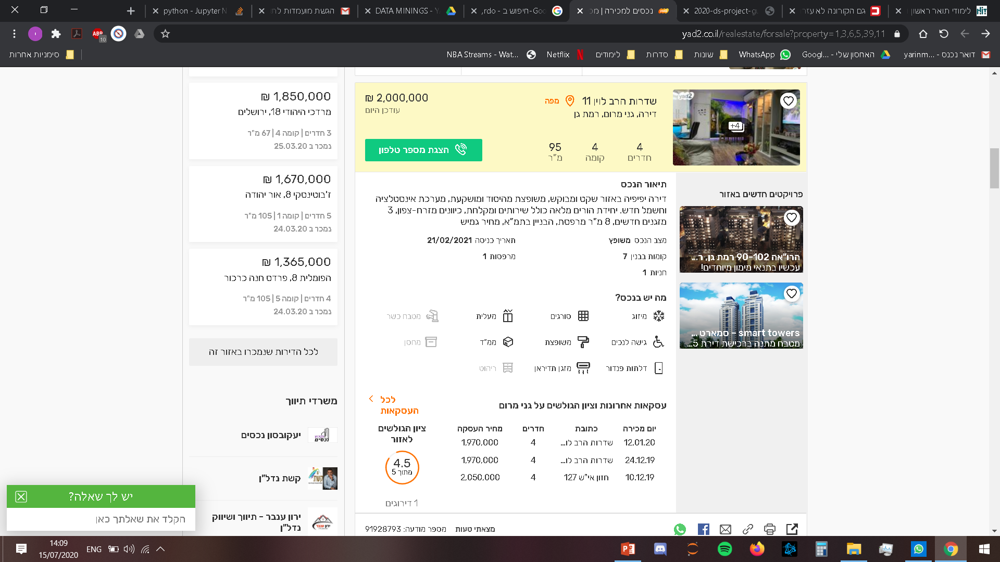 python - Jupyter N
הגשת מועמדות לתו
DATA MININGS - Y
rdo, - חיפוש ב-Goo
נכסים למכירה | מכ
2020-ds-project-gu
גם הקורונה לא עזרו
לימודי תואר ראשון
HiT
ABP
10
yad2.co.il/realestate/forsale?property=1,3,6,5,39,11
סימניות אחרות
NBA Streams - Wat...
Netflix
לימודים
סדרות
שונות
WhatsApp
האחסון שלי - Googl...
דואר נכנס - yarinm...
yad2
+4
שדרות הרב לוין 11
מפה
דירה, גני מרום, רמת גן
4
חדרים
4
קומה
95
מ"ר
2,000,000 ₪
עודכן היום
הצגת מספר טלפון
פרויקטים חדשים באזור
הרו"אה 90-102 רמת גן, ר...
עכשיו בתנאי מימון מיוחדים!
smart towers – סמארט ...
מטבח מתנה ברכישת דירת 5...
תיאור הנכס
דירה יפיפיה באזור שקט ומבוקש, משופצת מהיסוד ומושקעת, מערכת אינסטלציה
וחשמל חדש. יחידת הורים מלאה כולל שירותים ומקלחת, כיוונים מזרח-צפון, 3
מזגנים חדשים, 8 מ"ר מרפסת, הבניין בתמ"א, מחיר גמיש
מצב הנכס משופץ
תאריך כניסה 21/02/2021
קומות בבנין 7
מרפסות 1
חניות 1
מה יש בנכס?
מיזוג
סורגים
מעלית
מטבח כשר
גישה לנכים
משופצת
ממ"ד
מחסן
דלתות פנדור
מזגן תדיראן
ריהוט
עסקאות אחרונות וציון הגולשים על גני מרום
לכל
העסקאות
יום מכירה
כתובת
חדרים
מחיר העסקה
12.01.20
שדרות הרב לו...
4
1,970,000
24.12.19
שדרות הרב לו...
4
1,970,000
10.12.19
חזון אי"ש 127
4
2,050,000
ציון הגולשים
לאזור
4.5
מתוך 5
1 דירוגים
מצאתי טעות
מספר מודעה: 91928793
1,850,000 ₪
מרדכי היהודי 18, ירושלים
3 חדרים | קומה 4 | 67 מ"ר
נמכר ב 25.03.20
1,670,000 ₪
ז'בוטינסקי 8, אור יהודה
5 חדרים | קומה 1 | 105 מ"ר
נמכר ב 24.03.20
1,365,000 ₪
הפומלית 8, פרדס חנה כרכור
4 חדרים | קומה 5 | 105 מ"ר
נמכר ב 24.03.20
לכל הדירות שנמכרו באזור זה
משרדי תיווך
יעקובסון נכסים
נכסים
קשת נדל"ן
קשת
ירון ענבר – תיווך ושיווק
נדל"ן
ירון ענבר
יש לך שאלה?
הקלד את שאלתך כאן
14:09
15/07/2020
ENG